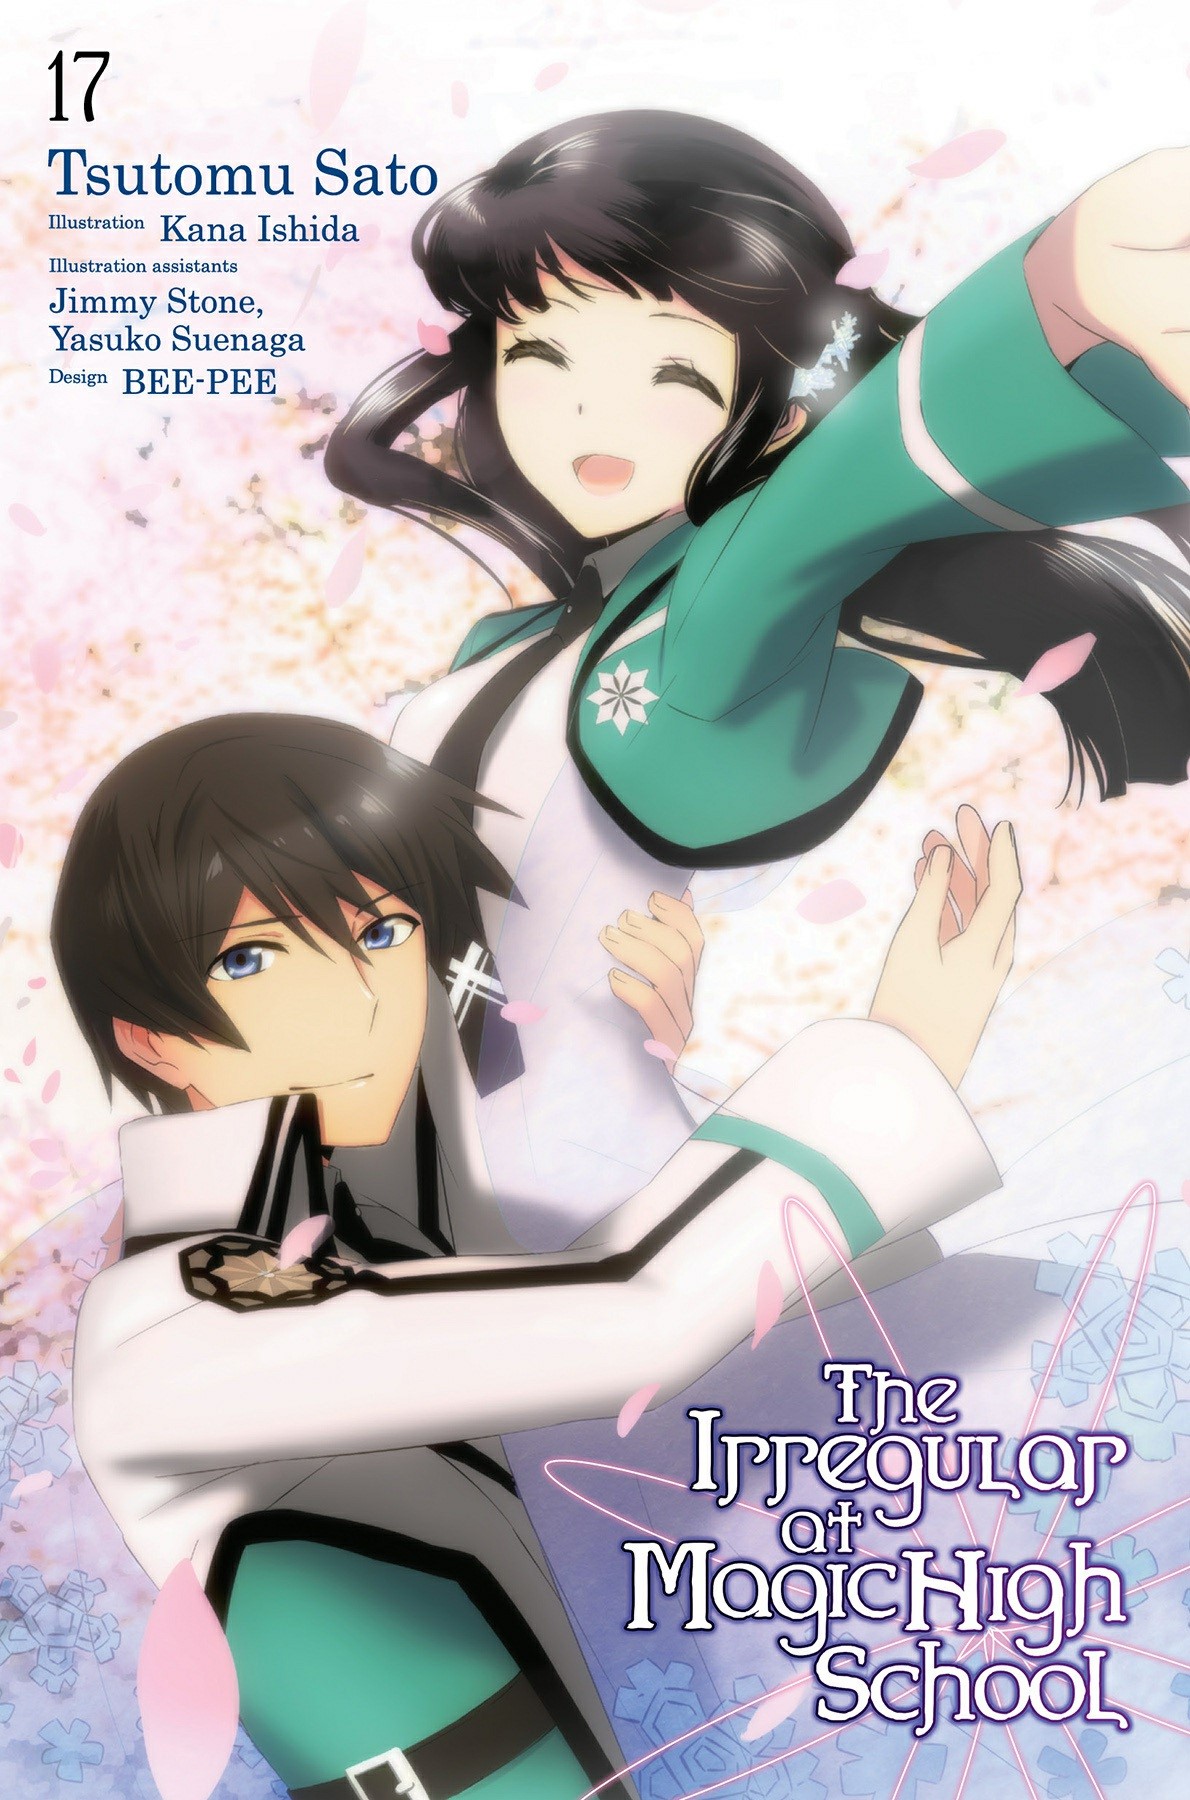 17
Tsutomu Sato
Illustration Kana Ishida
Illustration assistants
Jimmy Stone,
Yasuko Suenaga
Design BEE-PEE
The
Irregular
at
Magic High
School